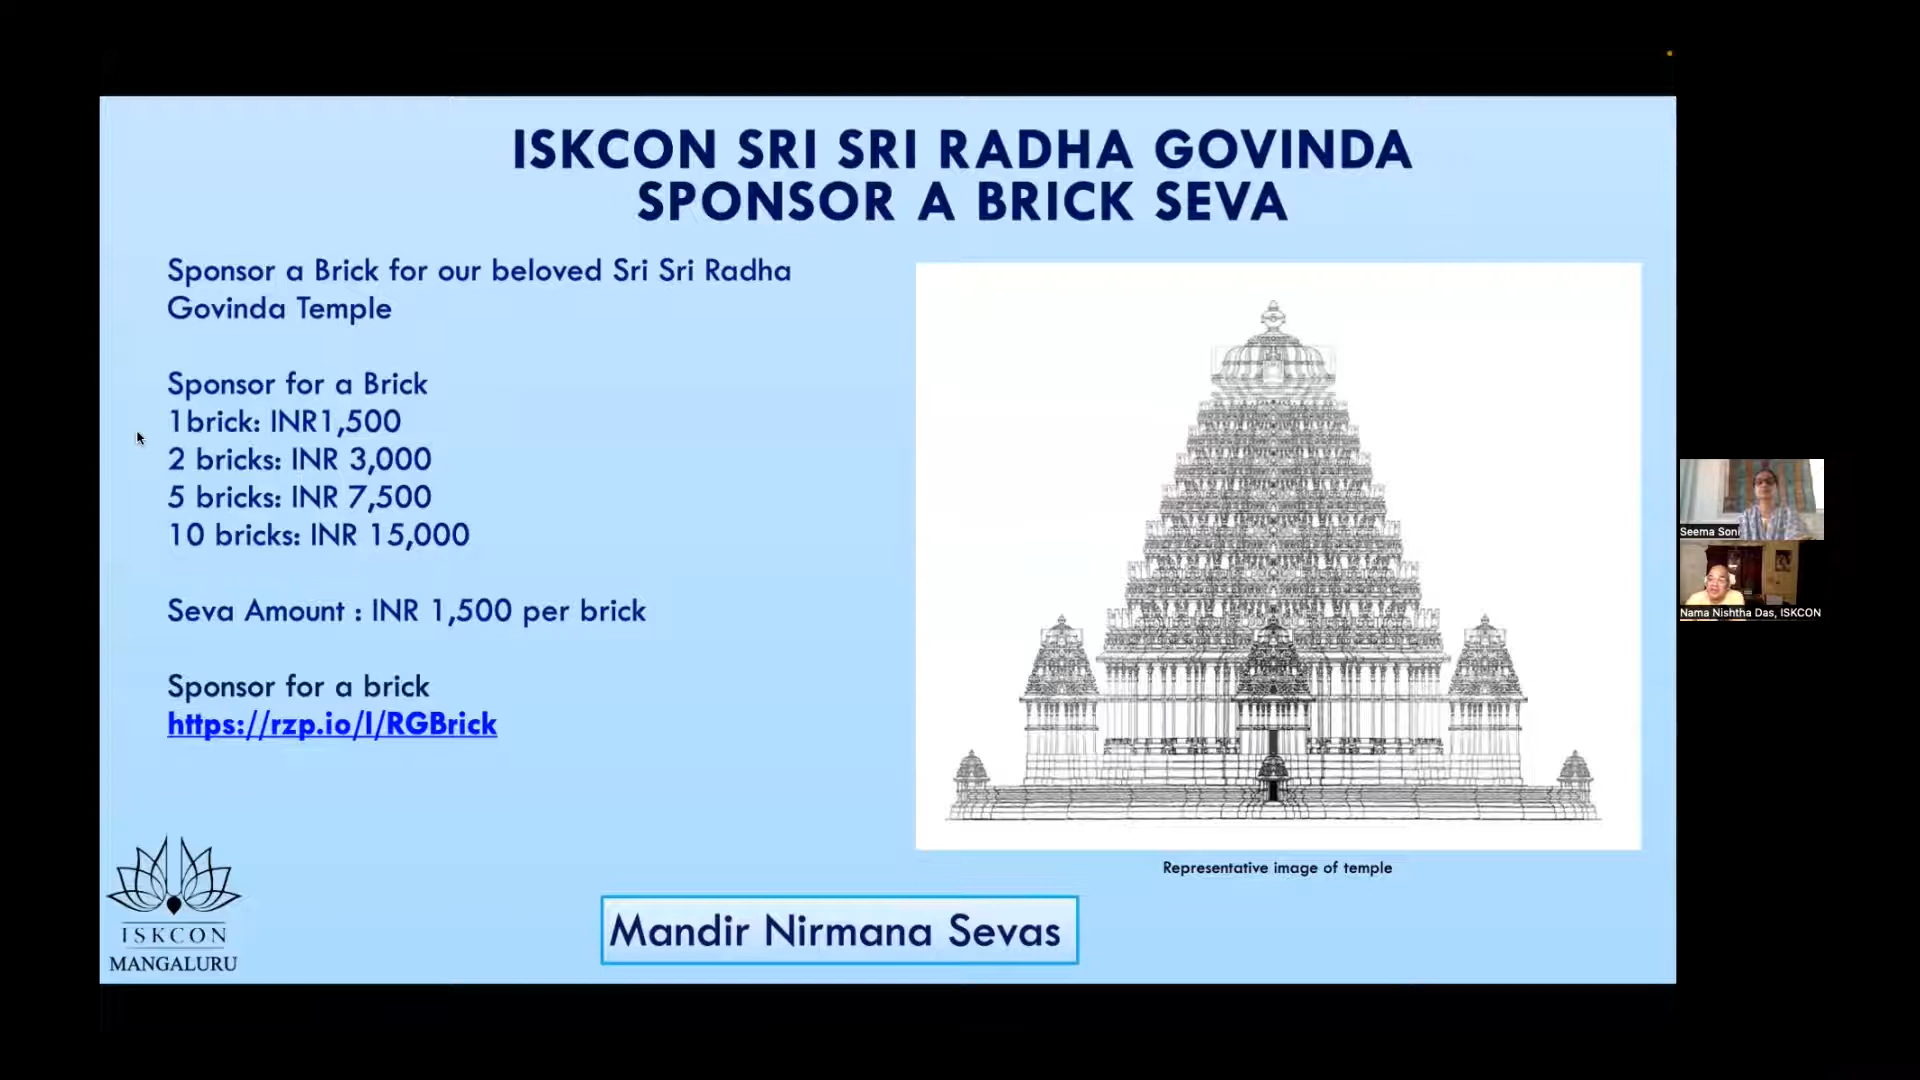 ISKCON SRI SRI RADHA GOVINDA
SPONSOR A BRICK SEVA
Sponsor a Brick for our beloved Sri Sri Radha
Govinda Temple
Sponsor for a Brick
1brick: INR1,500
2 bricks: INR 3,000
5 bricks: INR 7,500
10 bricks: INR 15,000
Seva Amount : INR 1,500 per brick
Sponsor for a brick
https://rzp.io/l/RGBrick
Representative image of temple
Mandir Nirmana Sevas
ISKCON
MANGALURU
Seema Soni
Nama Nishtha Das, ISKCON